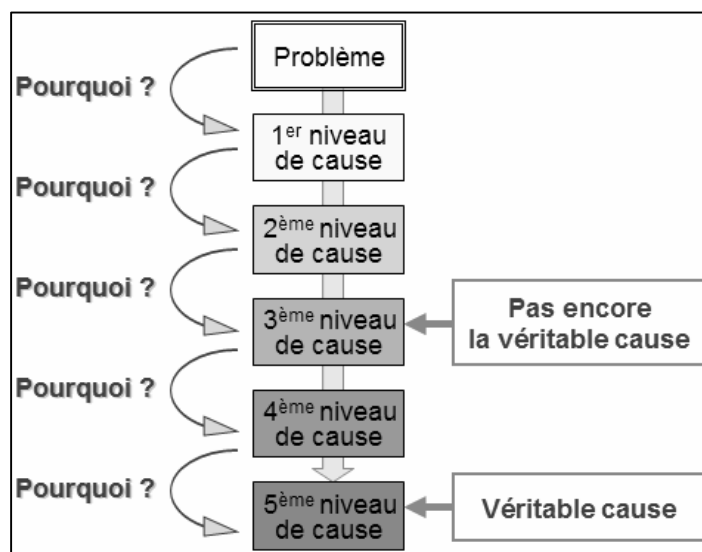 Problème
Pourquoi ?
1er niveau
de cause
Pourquoi ?
2ème niveau
de cause
Pourquoi ?
3ème niveau
de cause
Pas encore
la véritable cause
Pourquoi ?
4ème niveau
de cause
Pourquoi ?
5ème niveau
de cause
Véritable cause